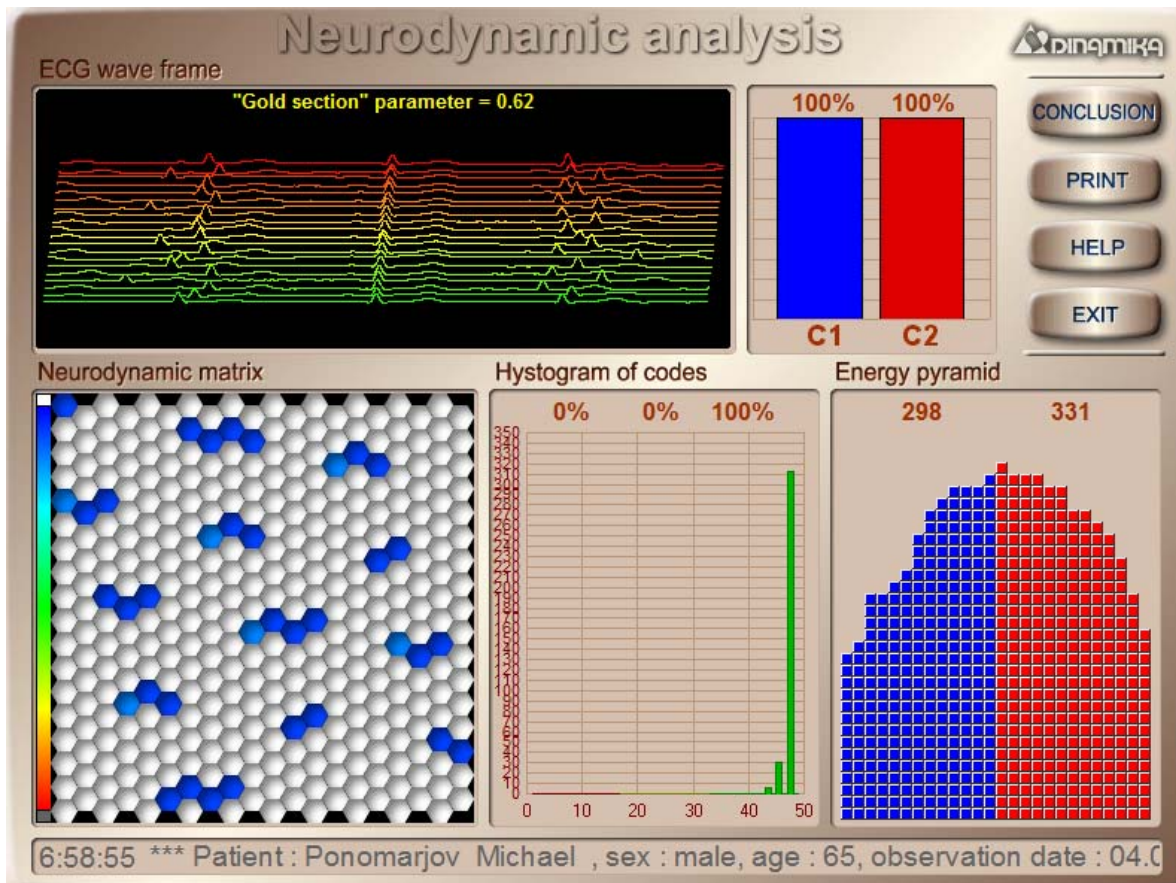 Neurodynamic analysis
DINAMIKA
ECG wave frame
"Gold section" parameter = 0.62
100% 100%
C1 C2
CONCLUSION
PRINT
HELP
EXIT
Neurodynamic matrix
Hystogram of codes
0% 0% 100%
350
340
330
320
310
300
290
280
270
260
250
240
230
220
210
200
190
180
170
160
150
140
130
120
110
100
90
80
70
60
50
40
30
20
10
0
0 10 20 30 40 50
Energy pyramid
298 331
6:58:55 *** Patient : Ponomarjov Michael , sex : male, age : 65, observation date : 04.0